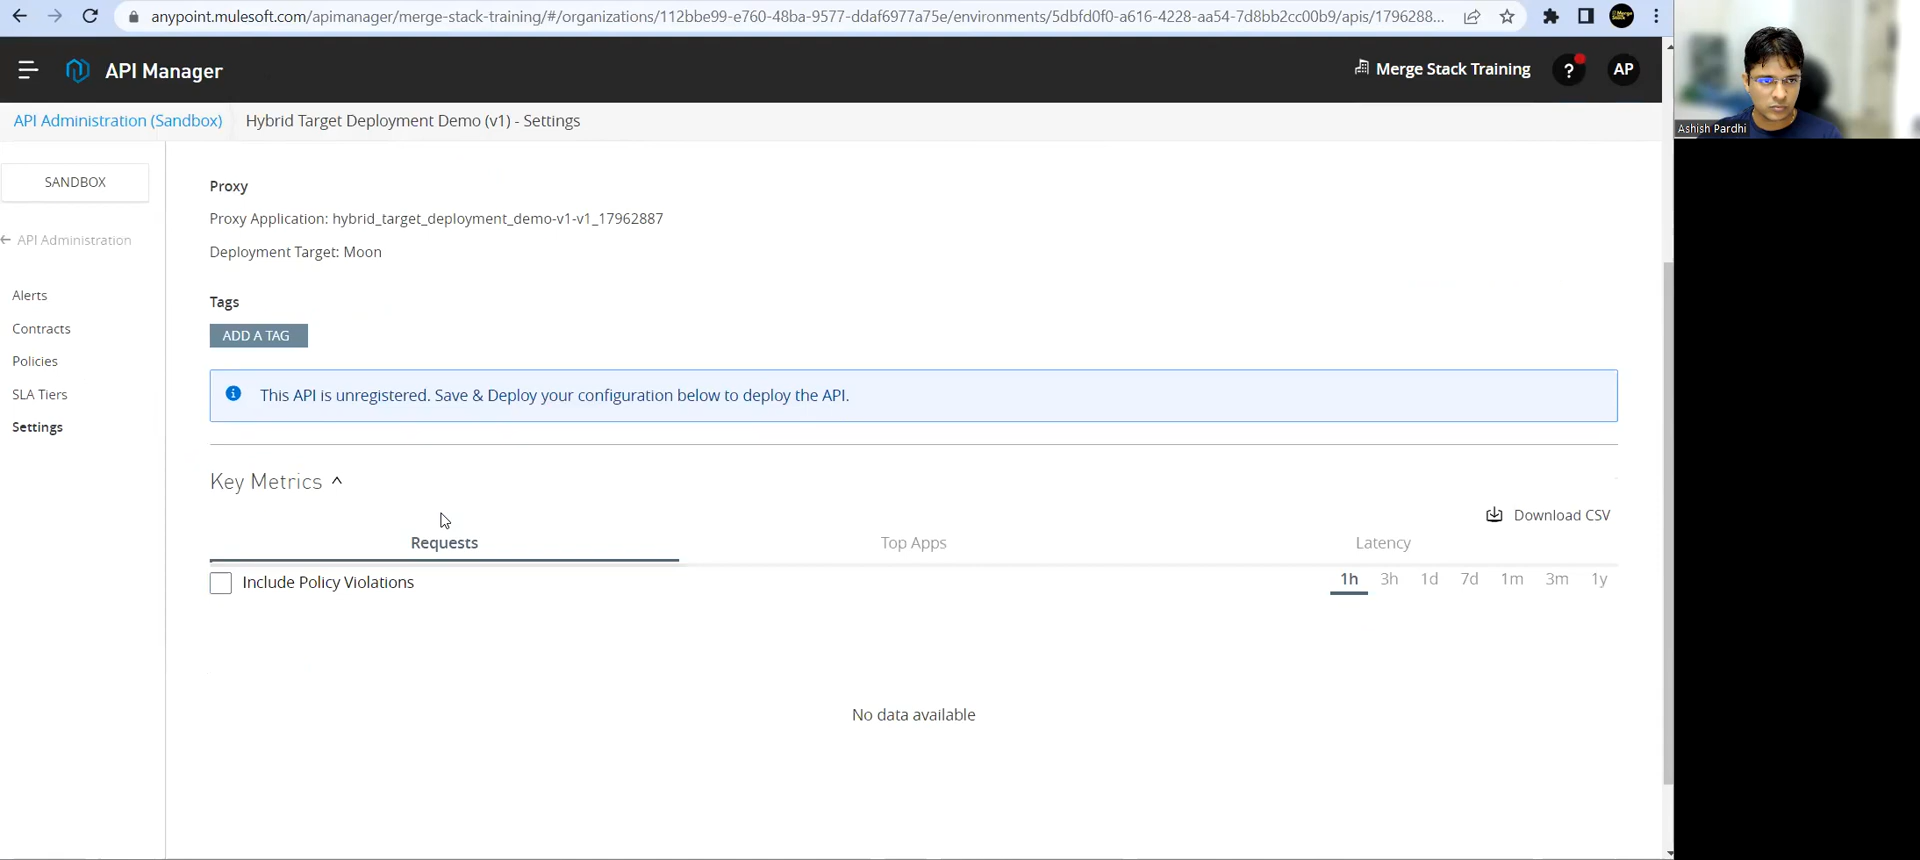 anypoint.mulesoft.com/apimanager/merge-stack-training/#/organizations/112bbe99-e760-48ba-9577-ddaf6977a75e/environments/5dbfd0f0-a616-4228-aa54-7d8bb2cc00b9/apis/1796288...
API Manager
Merge Stack Training
?
AP
Ashish Pardhi
API Administration (Sandbox)
Hybrid Target Deployment Demo (v1) - Settings
SANDBOX
API Administration
Alerts
Contracts
Policies
SLA Tiers
Settings
Proxy
Proxy Application: hybrid_target_deployment_demo-v1-v1_17962887
Deployment Target: Moon
Tags
ADD A TAG
This API is unregistered. Save & Deploy your configuration below to deploy the API.
Key Metrics
Download CSV
Requests
Top Apps
Latency
Include Policy Violations
1h 3h 1d 7d 1m 3m 1y
No data available